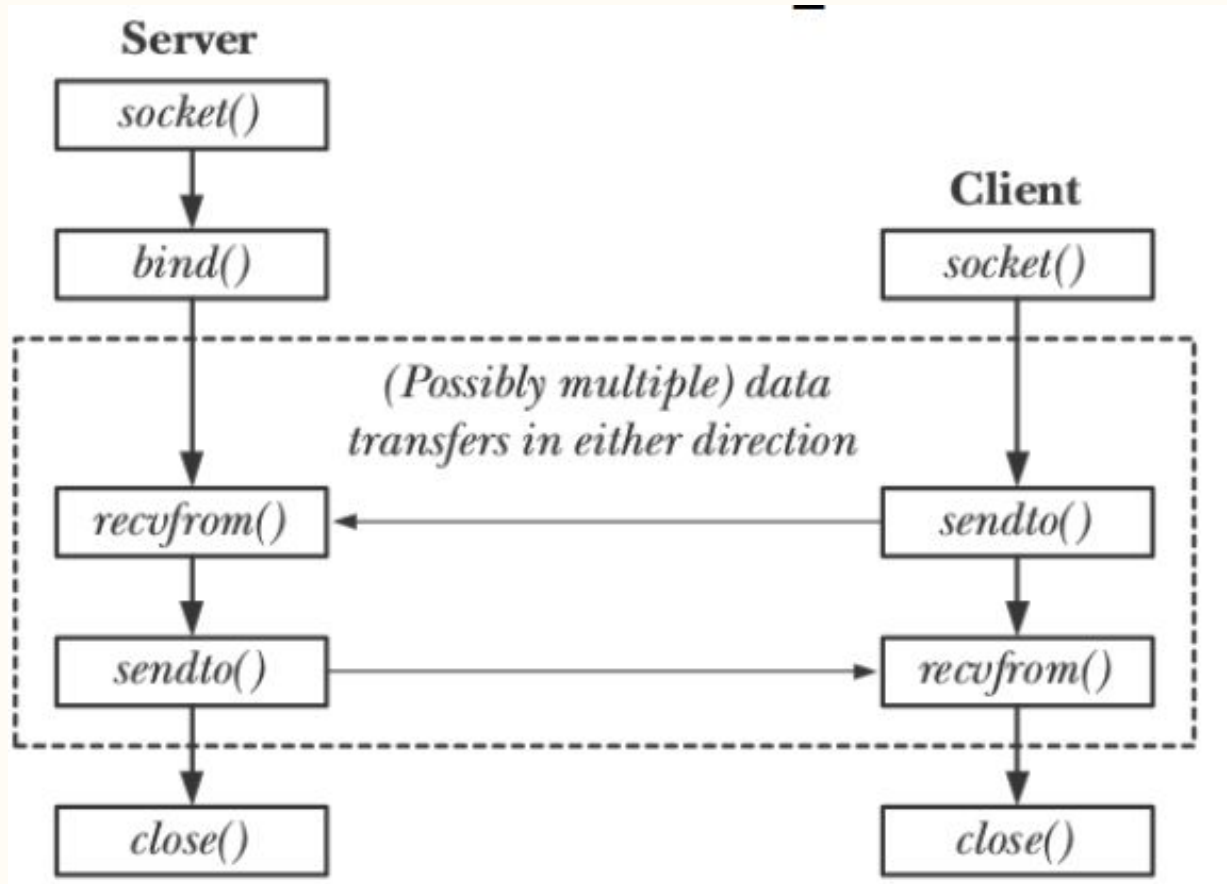 Server
socket()
Client
bind()
socket()
(Possibly multiple) data
transfers in either direction
recvfrom()
sendto()
sendto()
recvfrom()
close()
close()